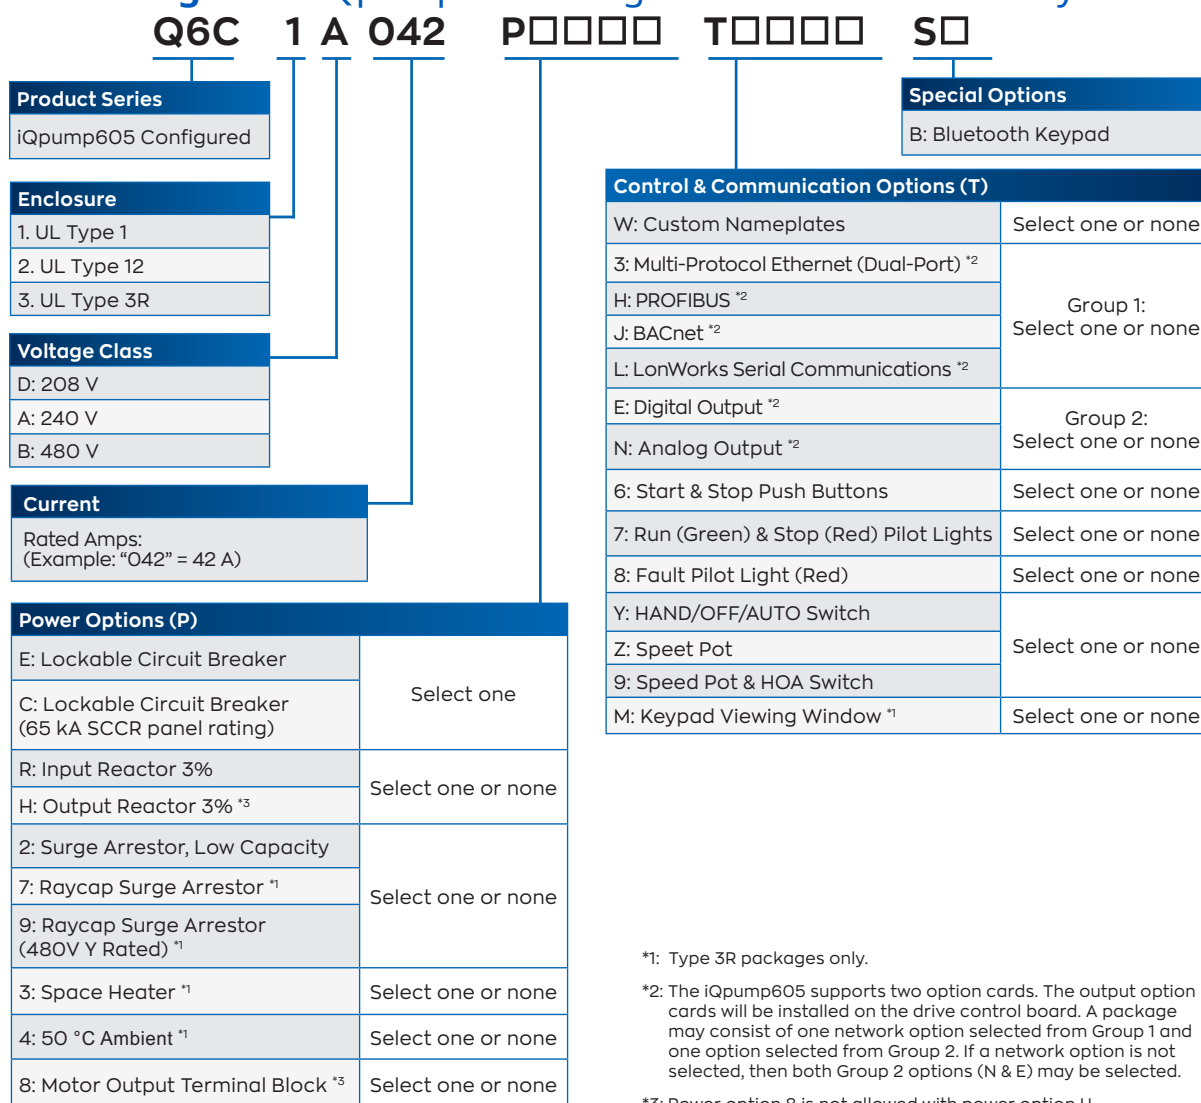 Q6C 1 A 042 P□□□□ T□□□□ S□
Product Series
iQpump605 Configured
Enclosure
1. UL Type 1
2. UL Type 12
3. UL Type 3R
Voltage Class
D: 208 V
A: 240 V
B: 480 V
Current
Rated Amps:
(Example: “042” = 42 A)
Power Options (P)
E: Lockable Circuit Breaker
C: Lockable Circuit Breaker
(65 kA SCCR panel rating)
Select one
R: Input Reactor 3%
H: Output Reactor 3% *3
Select one or none
2: Surge Arrestor, Low Capacity
7: Raycap Surge Arrestor *1
9: Raycap Surge Arrestor
(480V Y Rated) *1
Select one or none
3: Space Heater *1 Select one or none
4: 50 °C Ambient *1 Select one or none
8: Motor Output Terminal Block *3 Select one or none
Special Options
B: Bluetooth Keypad
Control & Communication Options (T)
W: Custom Nameplates Select one or none
3: Multi-Protocol Ethernet (Dual-Port) *2
H: PROFIBUS *2
J: BACnet *2
L: LonWorks Serial Communications *2
Group 1:
Select one or none
E: Digital Output *2
N: Analog Output *2
Group 2:
Select one or none
6: Start & Stop Push Buttons Select one or none
7: Run (Green) & Stop (Red) Pilot Lights Select one or none
8: Fault Pilot Light (Red) Select one or none
Y: HAND/OFF/AUTO Switch
Z: Speet Pot
9: Speed Pot & HOA Switch
Select one or none
M: Keypad Viewing Window *1 Select one or none
*1: Type 3R packages only.
*2: The iQpump605 supports two option cards. The output option
cards will be installed on the drive control board. A package
may consist of one network option selected from Group 1 and
one option selected from Group 2. If a network option is not
selected, then both Group 2 options (N & E) may be selected.
*3: Power option 8 is not allowed with power option H.